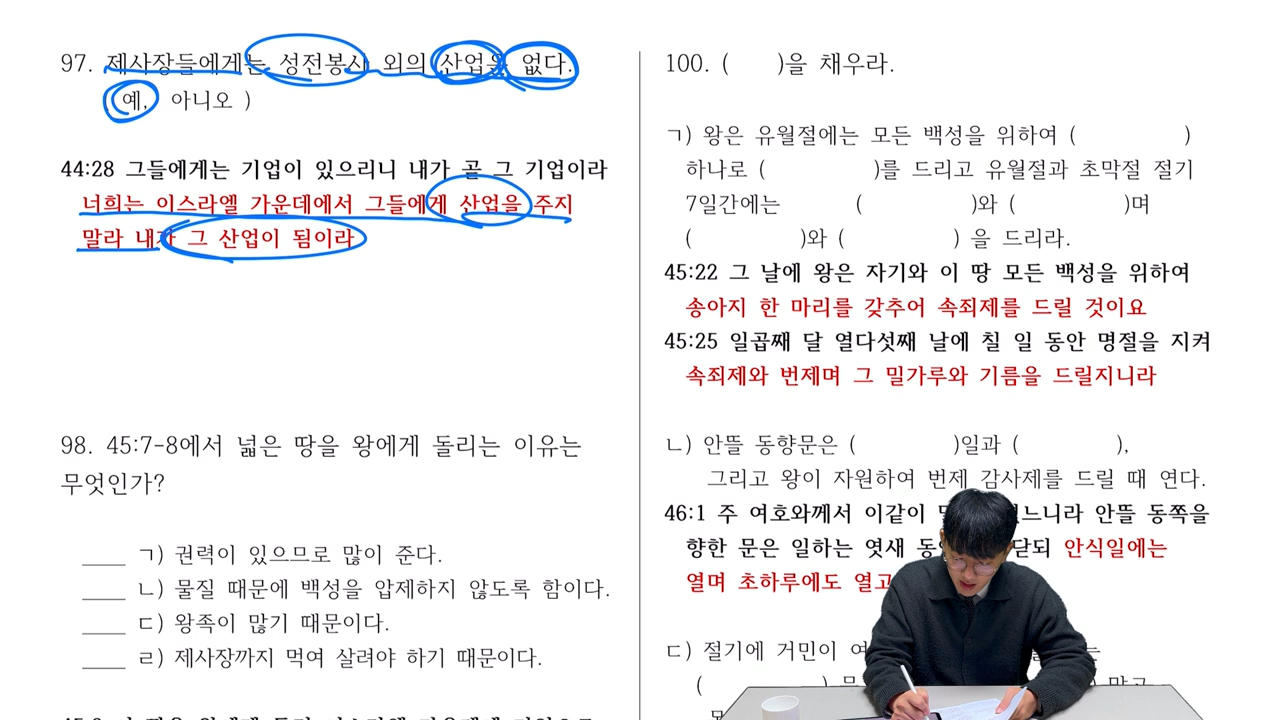 97. 제사장들에게는 성전봉사 외의 산업은 없다.
( 예, 아니오 )
44:28 그들에게는 기업이 있으리니 내가 곧 그 기업이라
너희는 이스라엘 가운데에서 그들에게 산업을 주지
말라 내가 그 산업이 됨이라
98. 45:7-8에서 넓은 땅을 왕에게 돌리는 이유는
무엇인가?
____ ㄱ) 권력이 있으므로 많이 준다.
____ ㄴ) 물질 때문에 백성을 압제하지 않도록 함이다.
____ ㄷ) 왕족이 많기 때문이다.
____ ㄹ) 제사장까지 먹여 살려야 하기 때문이다.
100. ( )을 채우라.
ㄱ) 왕은 유월절에는 모든 백성을 위하여 ( )
하나로 ( )를 드리고 유월절과 초막절 절기
7일간에는 ( )와 ( )며
( )와 ( ) 을 드리라.
45:22 그 날에 왕은 자기와 이 땅 모든 백성을 위하여
송아지 한 마리를 갖추어 속죄제를 드릴 것이요
45:25 일곱째 달 열다섯째 날에 칠 일 동안 명절을 지켜
속죄제와 번제며 그 밀가루와 기름을 드릴지니라
ㄴ) 안뜰 동향문은 ( )일과 ( ),
그리고 왕이 자원하여 번제 감사제를 드릴 때 연다.
46:1 주 여호와께서 이같이 안뜰 동쪽을
향한 문은 일하는 엿새 닫되 안식일에는
열며 초하루에도
ㄷ) 절기에 거민이
( ) ) 말고